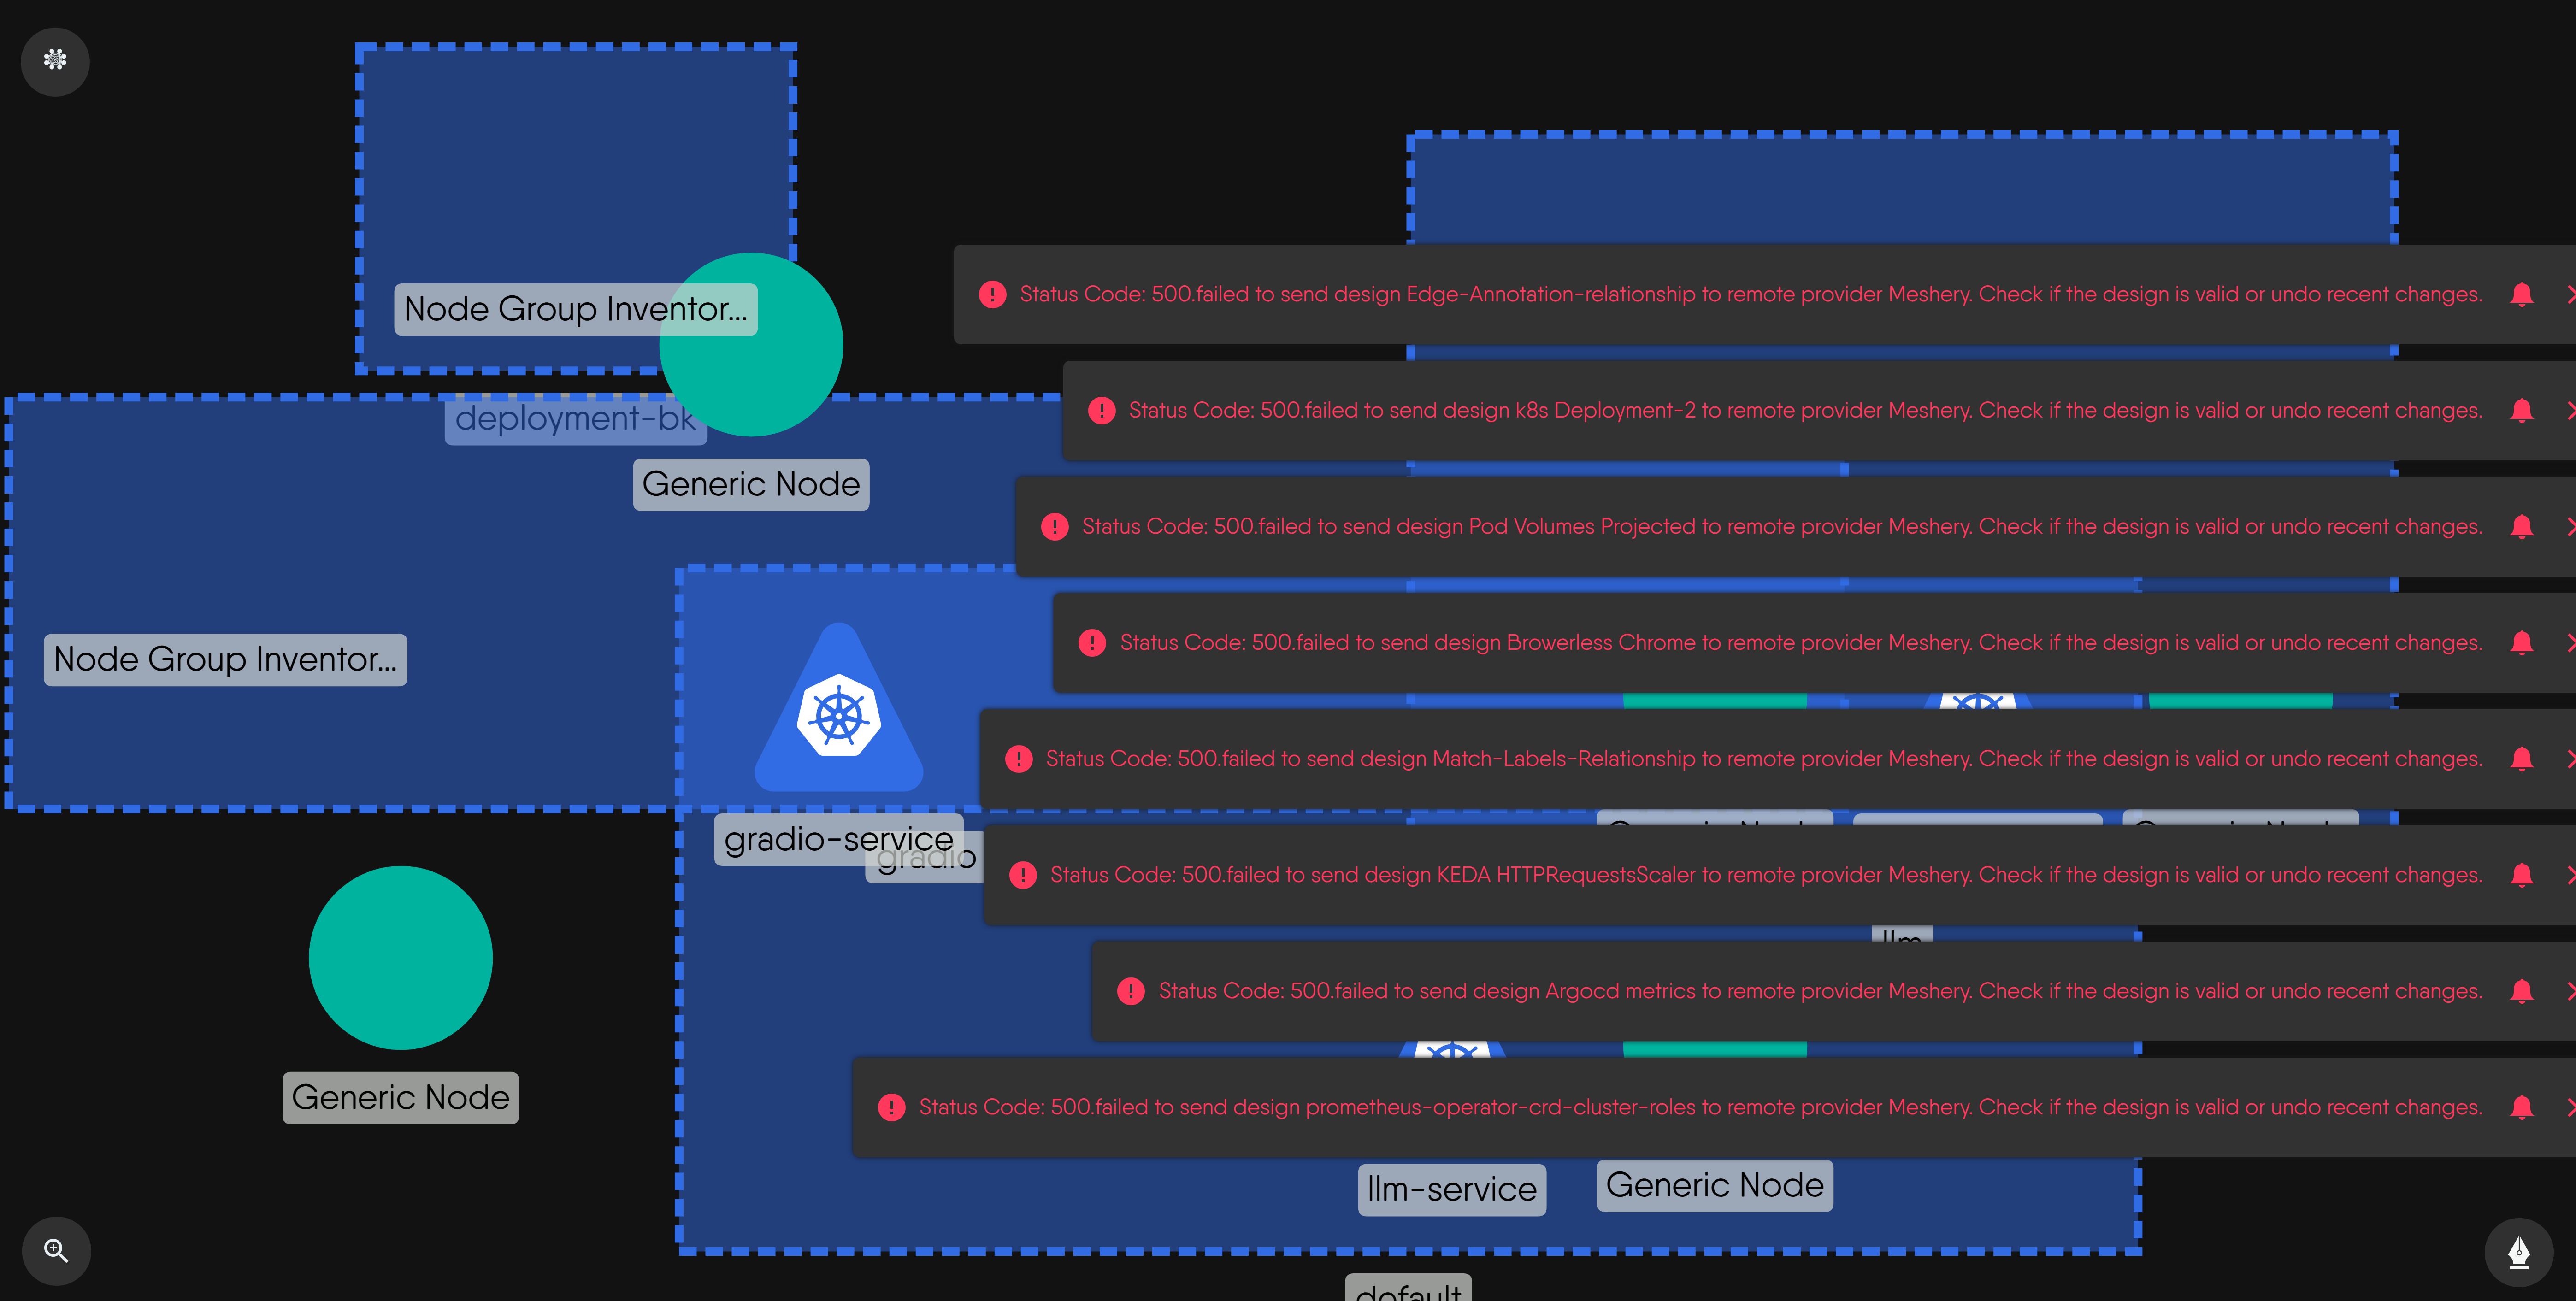 Node Group Inventor...
deployment-bk
Generic Node
Status Code: 500.failed to send design Edge-Annotation-relationship to remote provider Meshery. Check if the design is valid or undo recent changes.
Status Code: 500.failed to send design k8s Deployment-2 to remote provider Meshery. Check if the design is valid or undo recent changes.
Status Code: 500.failed to send design Pod Volumes Projected to remote provider Meshery. Check if the design is valid or undo recent changes.
Status Code: 500.failed to send design Browerless Chrome to remote provider Meshery. Check if the design is valid or undo recent changes.
Node Group Inventor...
Status Code: 500.failed to send design Match-Labels-Relationship to remote provider Meshery. Check if the design is valid or undo recent changes.
gradio-service
gradio
Status Code: 500.failed to send design KEDA HTTPRequestsScaler to remote provider Meshery. Check if the design is valid or undo recent changes.
llm
Status Code: 500.failed to send design Argocd metrics to remote provider Meshery. Check if the design is valid or undo recent changes.
Generic Node
Status Code: 500.failed to send design prometheus-operator-crd-cluster-roles to remote provider Meshery. Check if the design is valid or undo recent changes.
llm-service
Generic Node
default